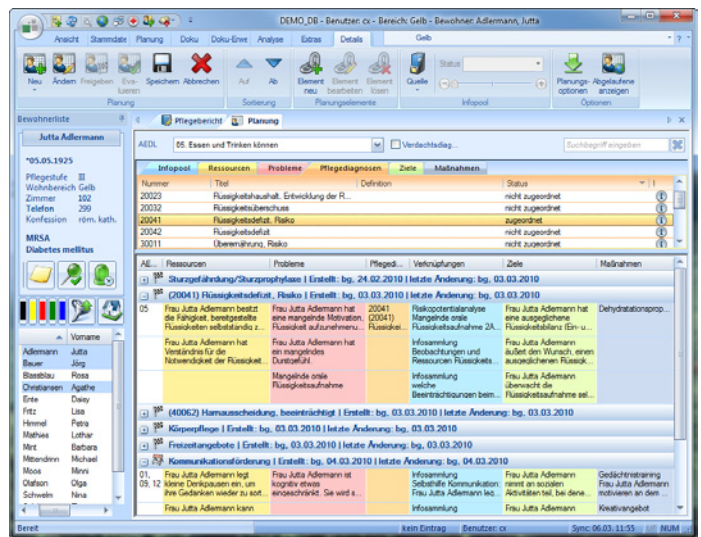 DEMO_DB - Benutzer: cx - Bereich: Gelb - Bewohner: Adlermann, Jutta
Ansicht Stammdate Planung Doku Doku-Erwe Analyse Extras Details Gelb
Neu Ändern Freigeben Eva-
lueren Speichern Abbrechen Auf Ab Element
neu Element
bearbeiten Element
lösen Quelle Status Planungs-
optionen Abgelaufene
anzeigen
Planung Sortierung Planungselemente Infopool Optionen
Bewohnerliste
Pflegebericht Planung
Jutta Adlermann
*05.05.1925
Pflegestufe III
Wohnbereich Gelb
Zimmer 102
Telefon 299
Konfession röm. kath.
MRSA
Diabetes mellitus
Vorname
Adlermann Jutta
Bauer Jörg
Blassblau Rosa
Christiansen Agathe
Ente Daisy
Fritz Lisa
Himmel Petra
Mathies Lothar
Mint Barbara
Mittendrinn Michael
Moos Minni
Olafson Olga
Schwelm Nina
AEDL 05. Essen und Trinken können Verdachtsdiag... Suchbegriff eingeben
Infopool Ressourcen Probleme Pflegediagnosen Ziele Maßnahmen
Nummer Titel Definition Status I
20023 Flüssigkeitshaushalt, Entwicklung der R... nicht zugeordnet
20032 Flüssigkeitsüberschuss nicht zugeordnet
20041 Flüssigkeitsdefizit, Risiko zugeordnet
20042 Flüssigkeitsdefizit nicht zugeordnet
30011 Überernährung, Risiko nicht zugeordnet
AE... Ressourcen Probleme Pflegedi... Verknüpfungen Ziele Maßnahmen
Sturzgefährdung/Sturzprophylaxe | Erstellt: bg, 24.02.2010 | letzte Änderung: bg, 03.03.2010
(20041) Flüssigkeitsdefizit, Risiko | Erstellt: bg, 03.03.2010 | letzte Änderung: bg, 03.03.2010
05 Frau Jutta Adlermann besitzt
die Fähigkeit, bereitgestellte
Flüssigkeiten selbstständig z...
Frau Jutta Adlermann hat
eine mangelnde Motivation,
Flüssigkeit aufzunehmenu...
20041
(20041)
Flüssigkei...
Risikopotentialanalyse
Mangelnde orale
Flüssigkeitsaufnahme 2A...
Frau Jutta Adlermann hat
eine ausgeglichene
Flüssigkeitsbilanz (Ein- u...
Dehydratationsprop...
Frau Jutta Adlermann hat
Verständnis für die
Notwendigkeit der Flüssigkeit...
Frau Jutta Adlermann hat
ein mangelndes
Durstgefühl.
Infosammlung
Beobachtungen und
Ressourcen Flüssigkeits...
Frau Jutta Adlermann
äußert den Wunsch, einen
ausgeglichenen Flüssigk...
Mangelnde orale
Flüssigkeitsaufnahme
Infosammlung
welche
Beeinträchtigungen beim...
Frau Jutta Adlermann
überwacht die
Flüssigkeitsaufnahme sel...
(40062) Harnausscheidung, beeinträchtigt | Erstellt: bg, 03.03.2010 | letzte Änderung: bg, 03.03.2010
Körperpflege | Erstellt: bg, 03.03.2010 | letzte Änderung: bg, 03.03.2010
Freizeitangebote | Erstellt: bg, 03.03.2010 | letzte Änderung: bg, 03.03.2010
Kommunikationsförderung | Erstellt: bg, 04.03.2010 | letzte Änderung: bg, 04.03.2010
01,
09, 12
Frau Jutta Adlermann legt
kleine Denkpausen ein, um
ihre Gedanken wieder zu sort...
Frau Jutta Adlermann ist
kognitiv etwas
eingeschränkt. Sie wird s...
Infosammlung
Selbsthilfe Kommunikation:
Frau Jutta Adlermann leg...
Frau Jutta Adlermann
nimmt an sozialen
Aktivitäten teil, bei dene...
Gedächtnistraining
Frau Jutta Adlermann
motivieren an dem ...
Frau Jutta Adlermann kann
Infosammlung
Frau Jutta Adlermann
Kreativangebot
Bereit kein Eintrag Benutzer: cx Sync: 06.03. 11:55 NUM